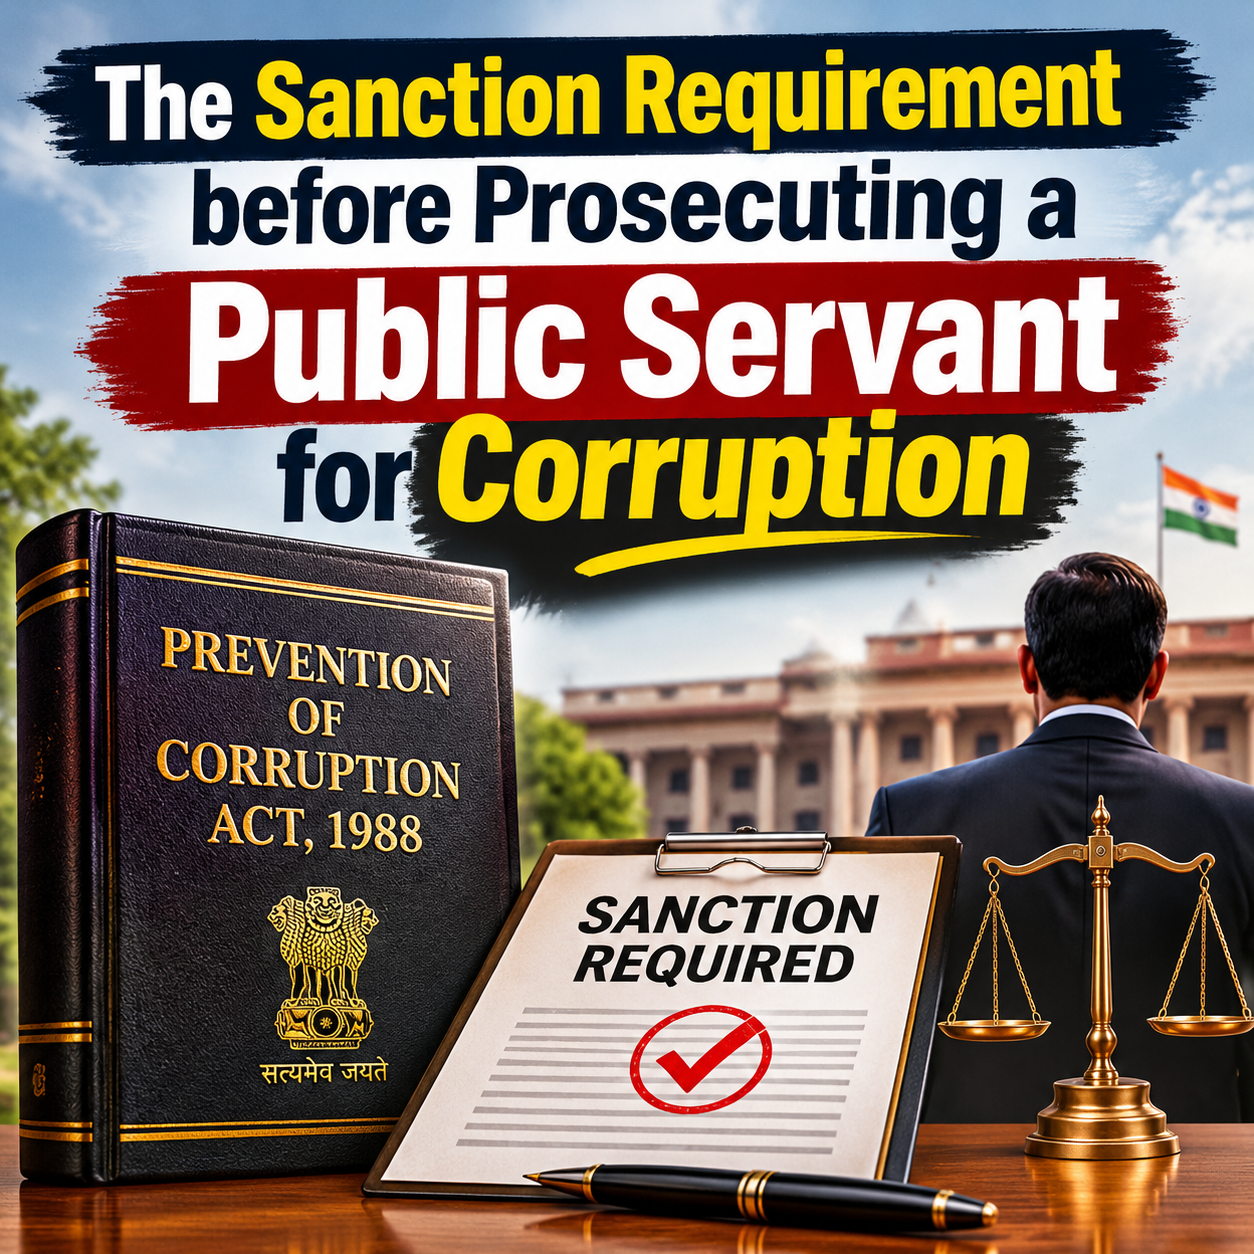 The Sanction Requirement
before Prosecuting a
Public Servant
for Corruption
PREVENTION
OF
CORRUPTION
ACT, 1988
सत्यमेव जयते
SANCTION
REQUIRED